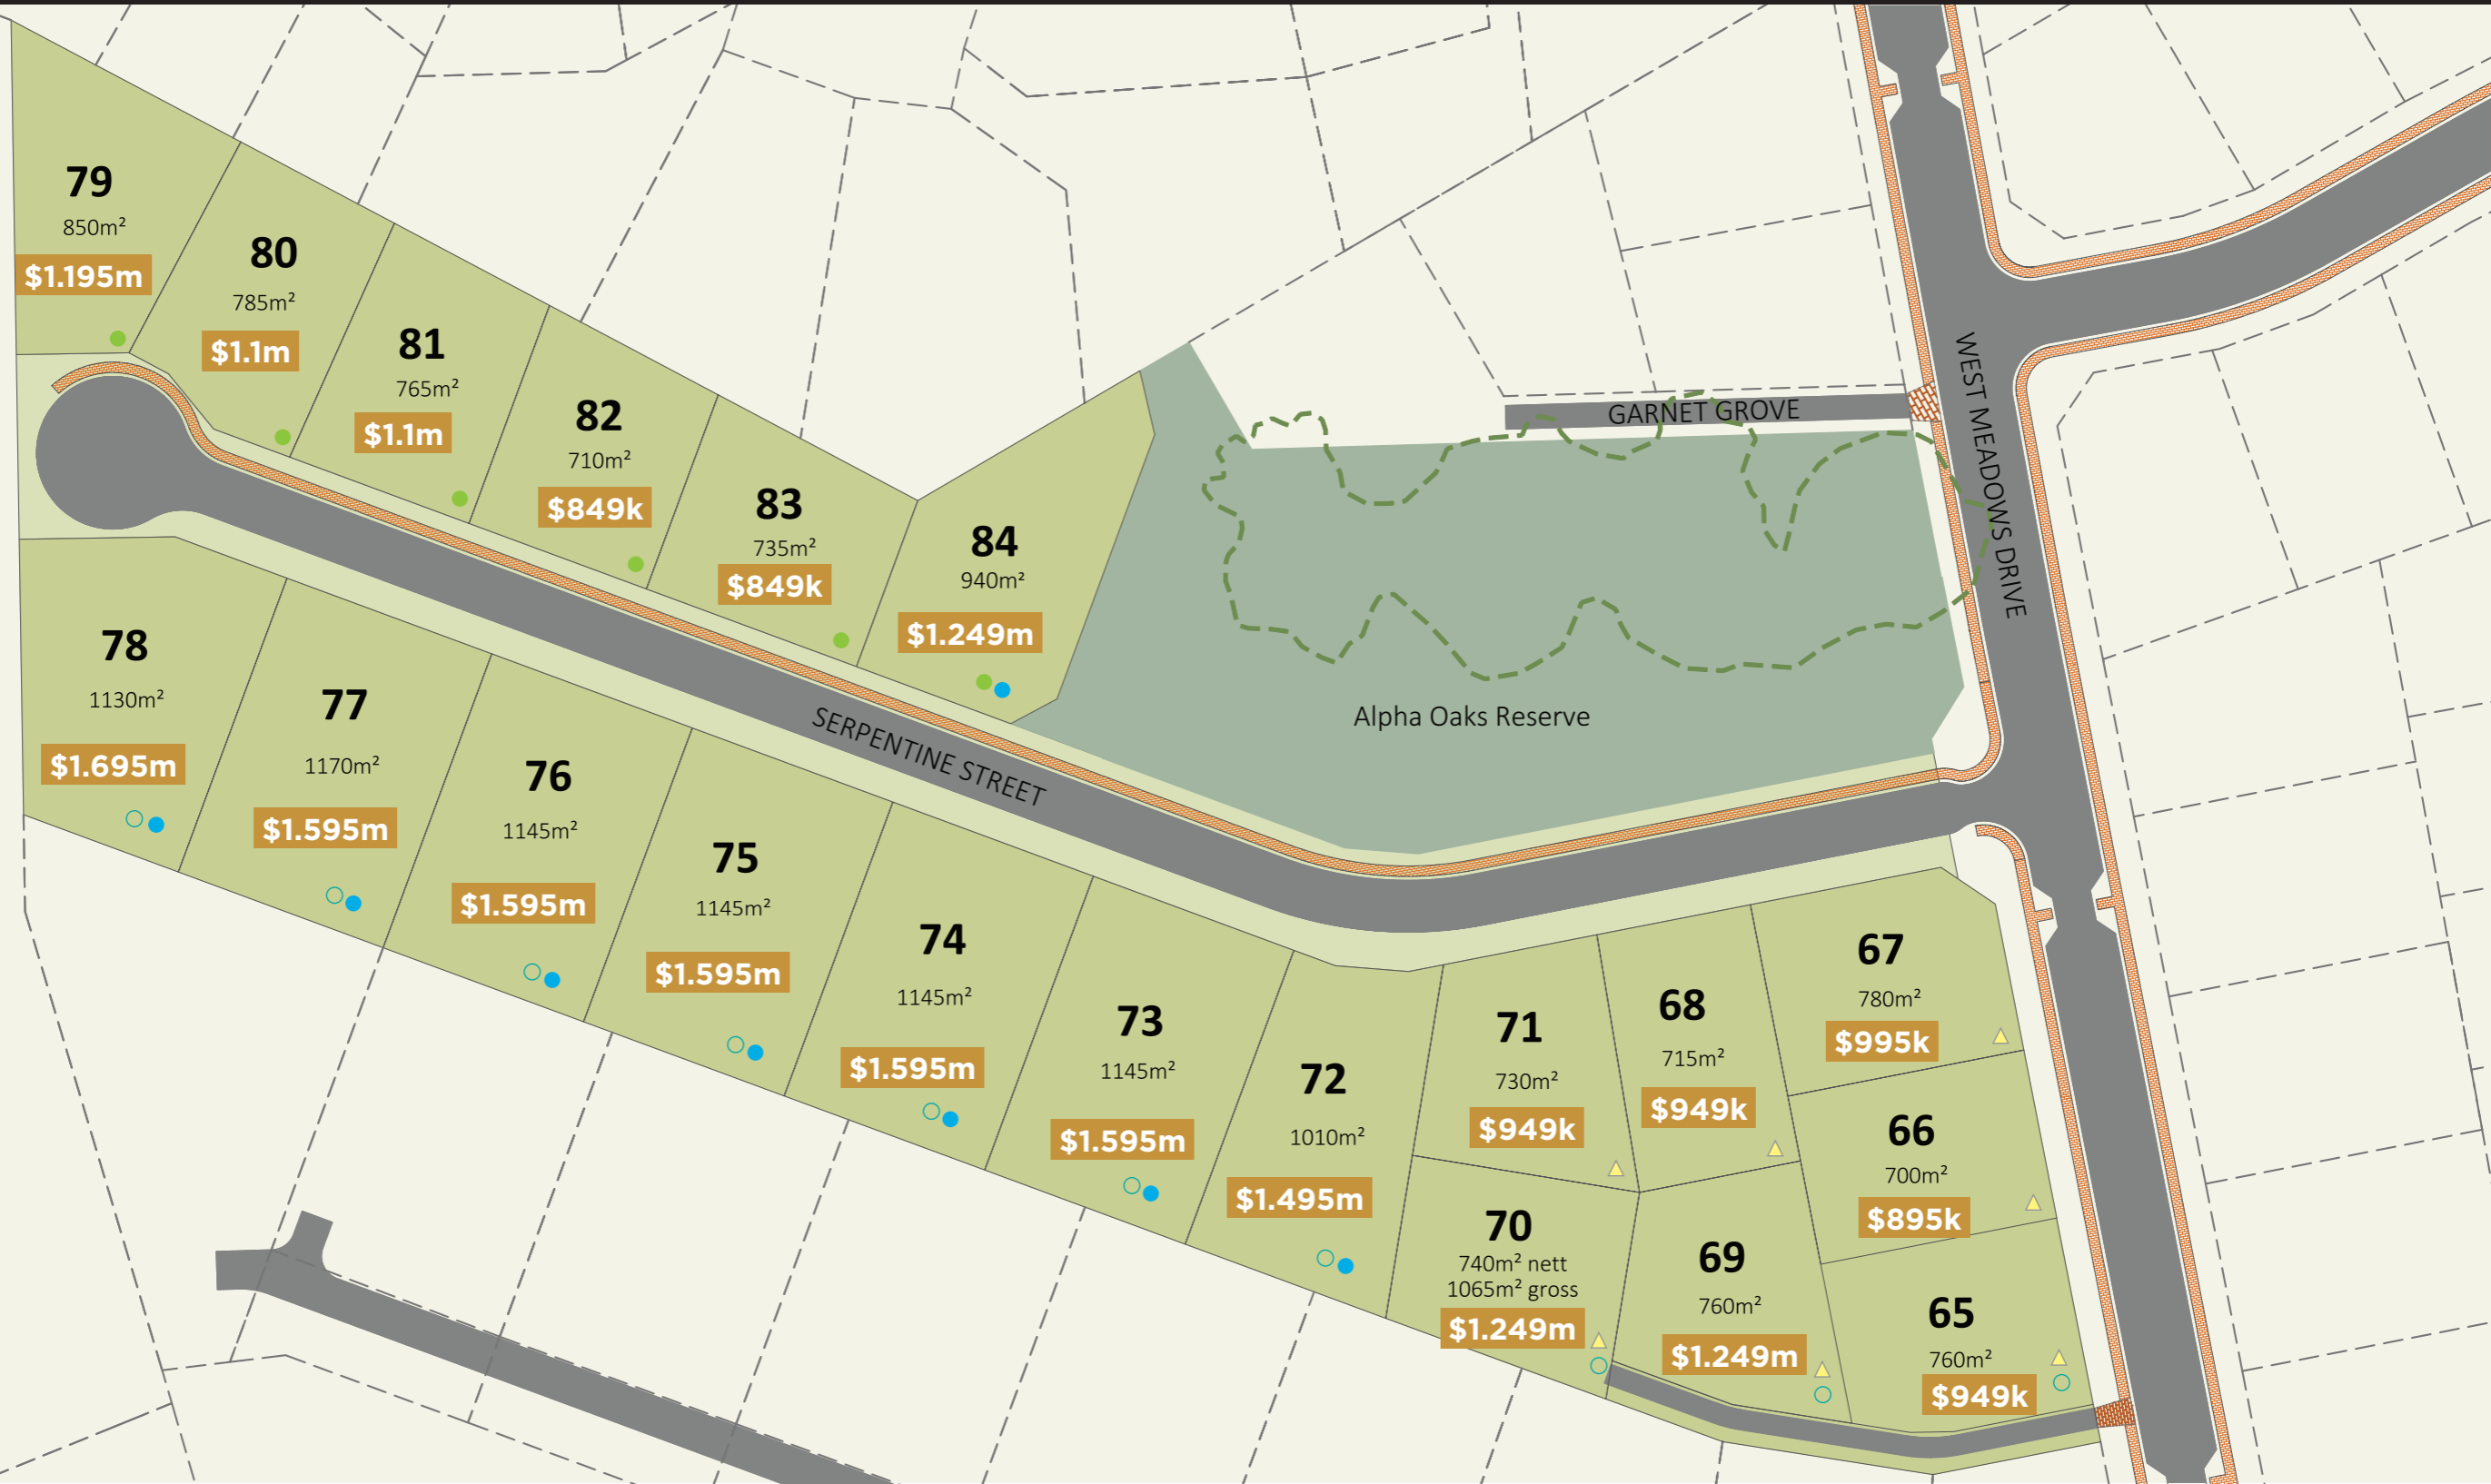 79
850m²
$1.195m
80
785m²
$1.1m
81
765m²
$1.1m
82
710m²
$849k
83
735m²
$849k
84
940m²
$1.249m
GARNET GROVE
WEST MEADOWS DRIVE
Alpha Oaks Reserve
SERPENTINE STREET
78
1130m²
$1.695m
77
1170m²
$1.595m
76
1145m²
$1.595m
75
1145m²
$1.595m
74
1145m²
$1.595m
73
1145m²
$1.595m
72
1010m²
$1.495m
71
730m²
$949k
68
715m²
$949k
67
780m²
$995k
66
700m²
$895k
70
740m² nett
1065m² gross
$1.249m
69
760m²
$1.249m
65
760m²
$949k